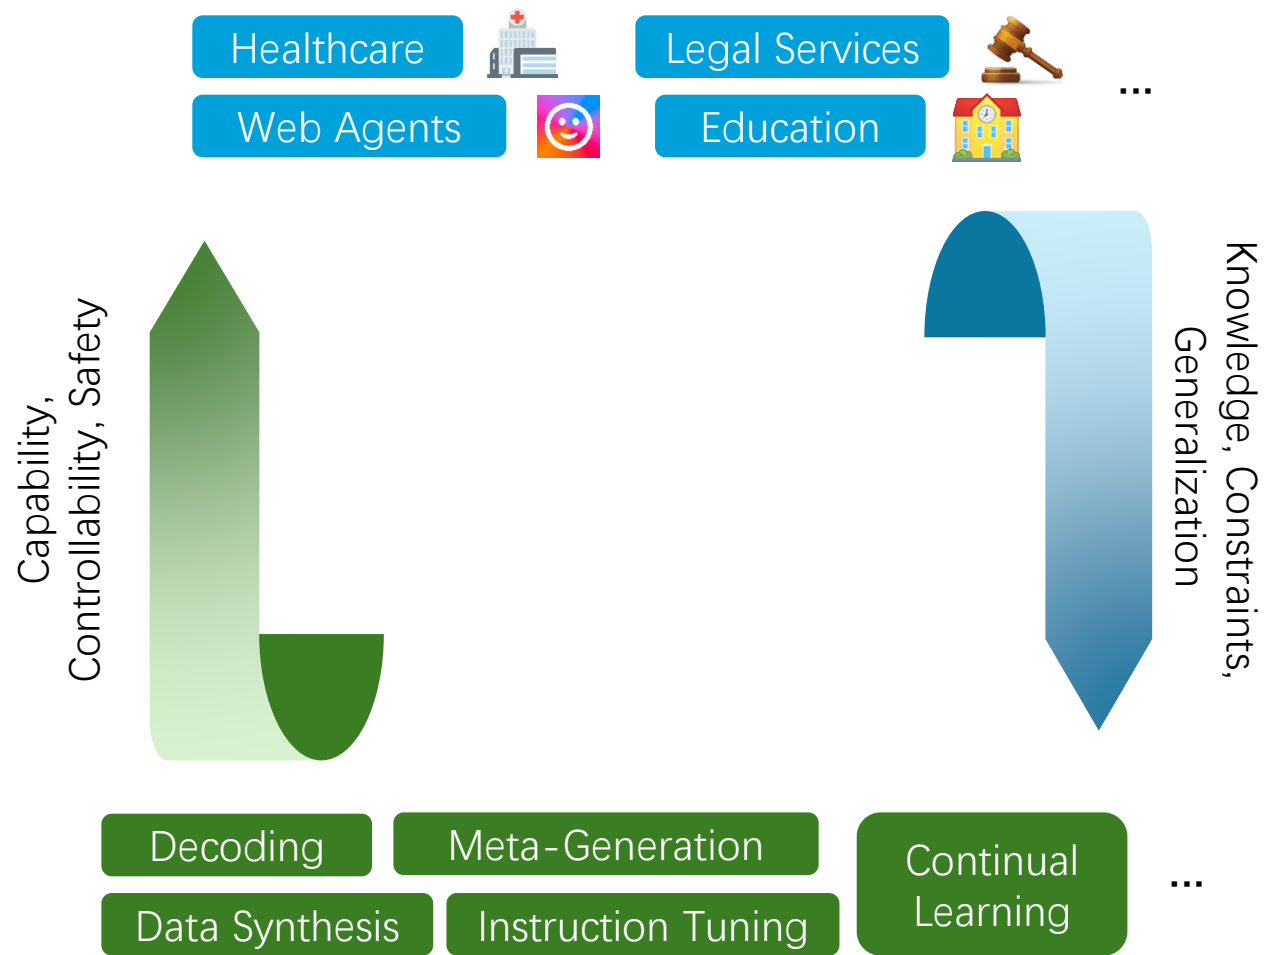 Healthcare
Legal Services
...
Web Agents
Education
Capability,
Controllability, Safety
Knowledge, Constraints,
Generalization
Decoding
Meta-Generation
Continual
Learning
...
Data Synthesis
Instruction Tuning